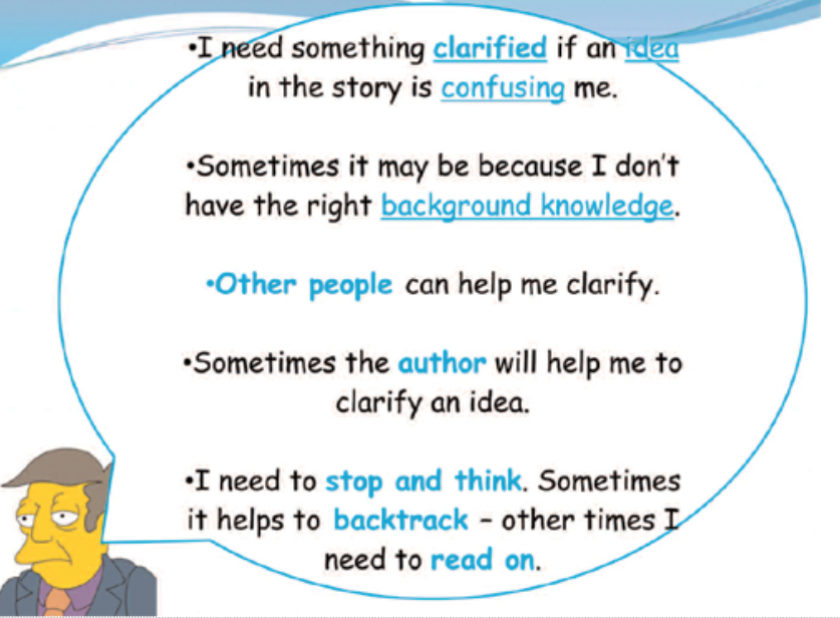 •I need something clarified if an idea
in the story is confusing me.
•Sometimes it may be because I don't
have the right background knowledge.
•Other people can help me clarify.
•Sometimes the author will help me to
clarify an idea.
•I need to stop and think. Sometimes
it helps to backtrack – other times I
need to read on.